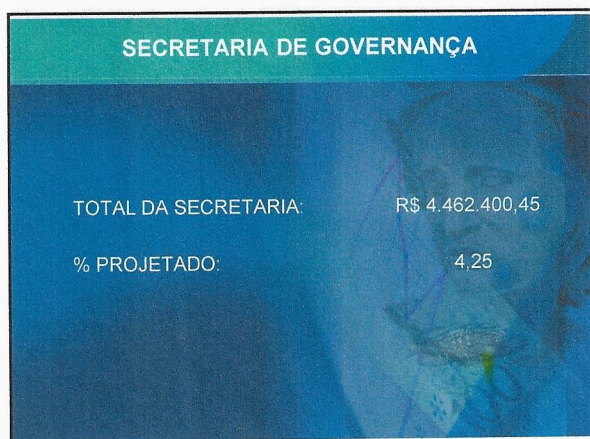 SECRETARIA DE GOVERNANÇA
TOTAL DA SECRETARIA: R$ 4.462.400,45
% PROJETADO: 4,25